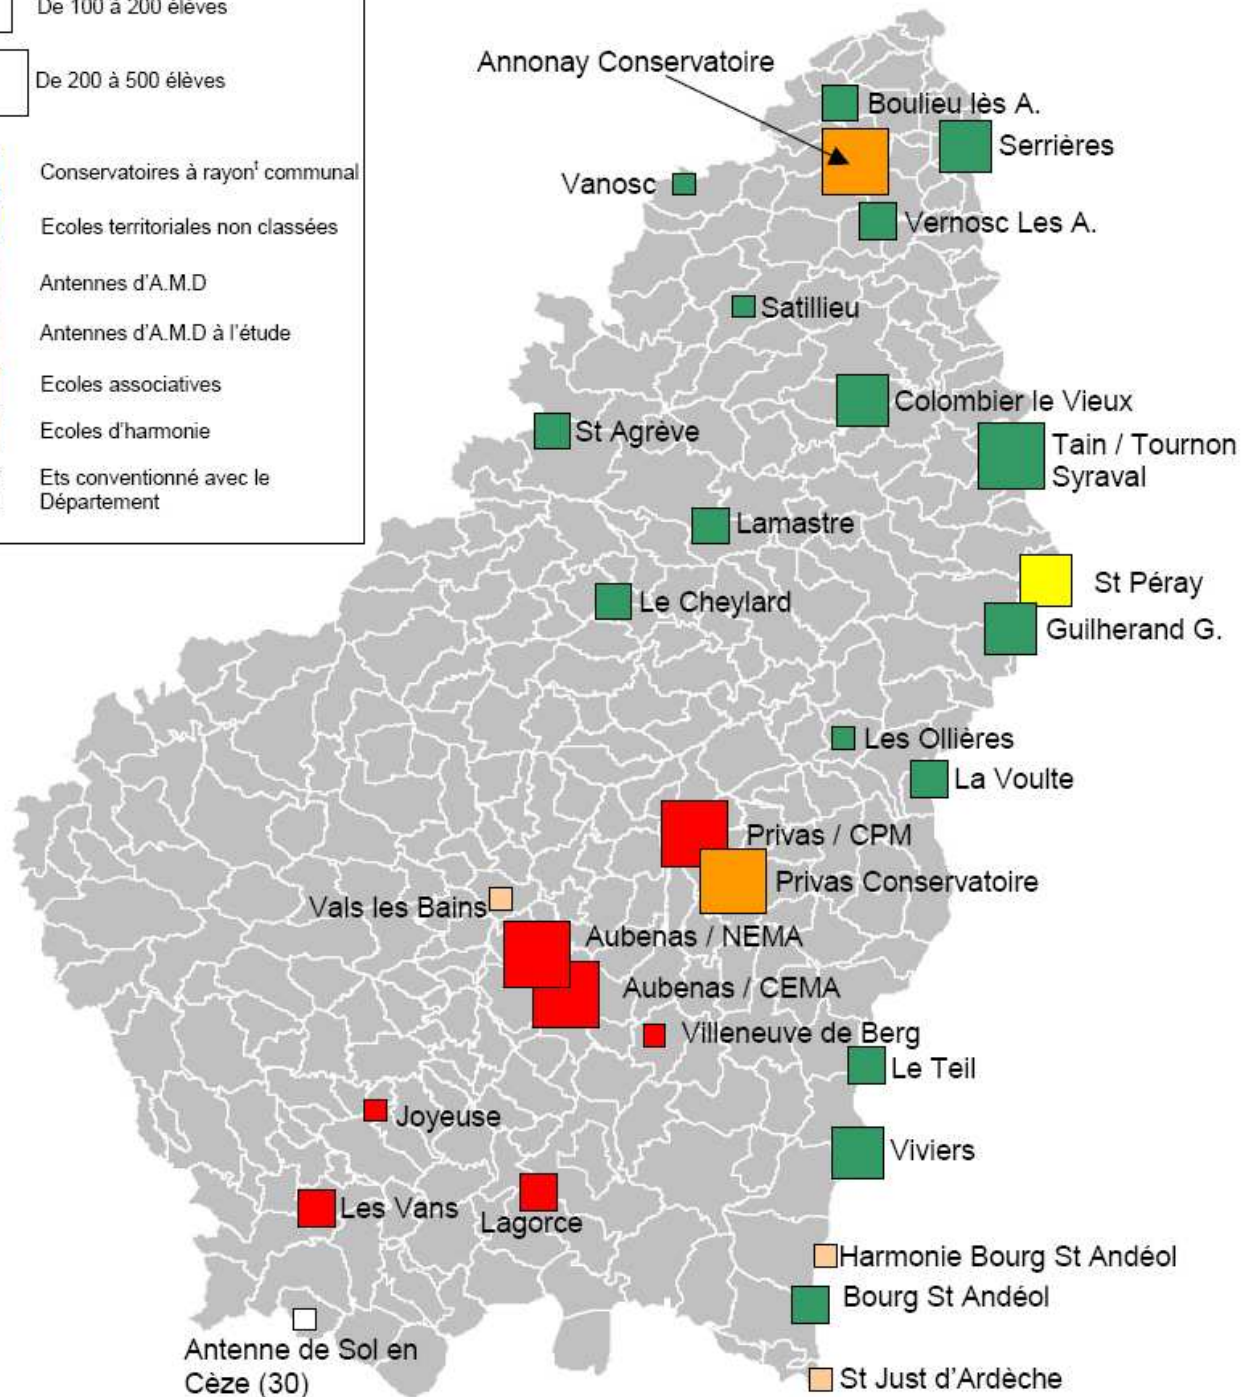 De 100 à 200 élèves
De 200 à 500 élèves
Conservatoires à rayonᵗ communal
Ecoles territoriales non classées
Antennes d'A.M.D
Antennes d'A.M.D à l'étude
Ecoles associatives
Ecoles d'harmonie
Ets conventionné avec le
Département
Annonay Conservatoire
Boulieu lès A.
Serrières
Vanosc
Vernosc Les A.
Satillieu
Colombier le Vieux
St Agrève
Tain / Tournon
Syraval
Lamastre
St Péray
Le Cheylard
Guilherand G.
Les Ollières
La Voulte
Privas / CPM
Privas Conservatoire
Vals les Bains
Aubenas / NEMA
Aubenas / CEMA
Villeneuve de Berg
Le Teil
Joyeuse
Viviers
Les Vans
Lagorce
Harmonie Bourg St Andéol
Bourg St Andéol
Antenne de Sol en
Cèze (30)
St Just d'Ardèche